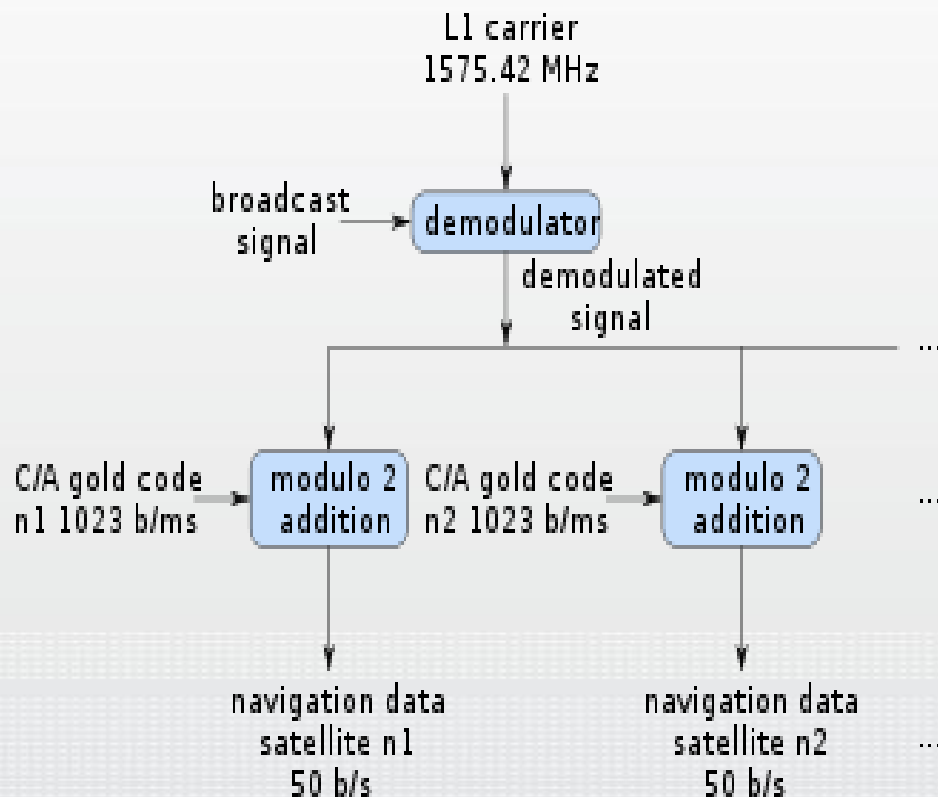 L1 carrier
1575.42 MHz
broadcast
signal
demodulator
demodulated
signal
...
C/A gold code
n1 1023 b/ms
modulo 2
addition
C/A gold code
n2 1023 b/ms
modulo 2
addition
...
navigation data
satellite n1
50 b/s
navigation data
satellite n2
50 b/s
...